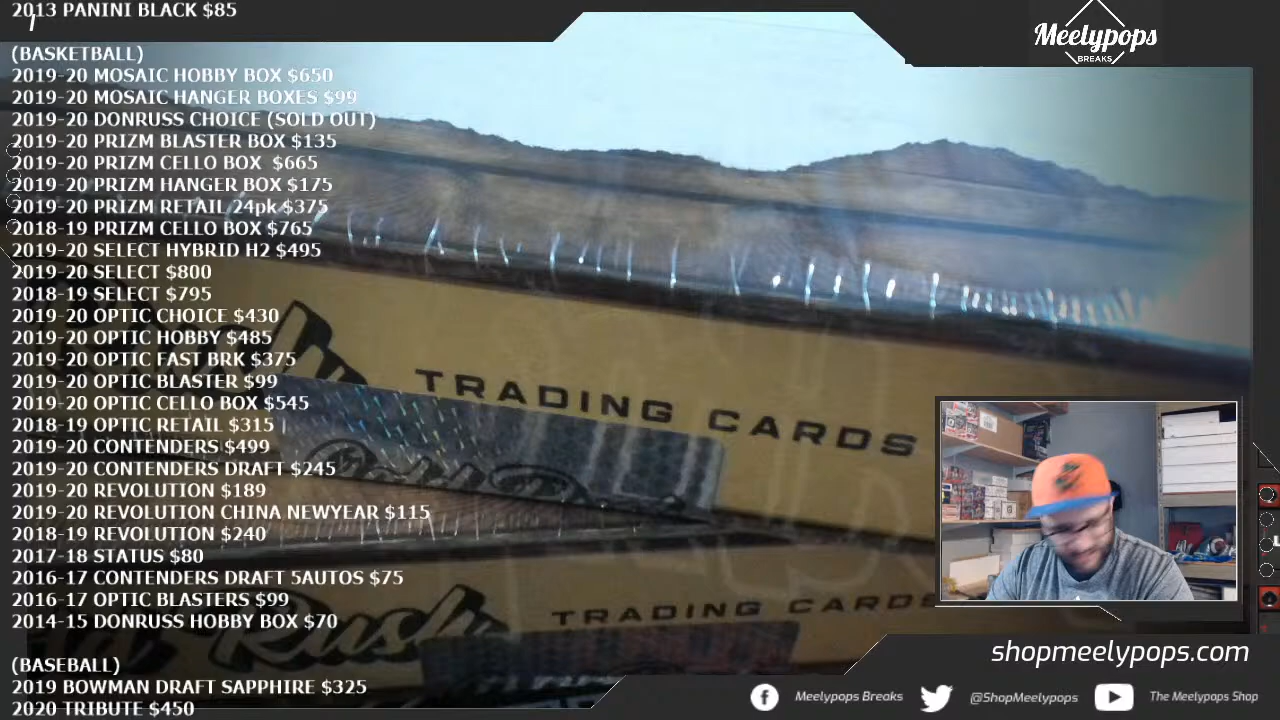 2013 PANINI BLACK $85
(BASKETBALL)
2019-20 MOSAIC HOBBY BOX $650
2019-20 MOSAIC HANGER BOXES $99
2019-20 DONRUSS CHOICE (SOLD OUT)
2019-20 PRIZM BLASTER BOX $135
2019-20 PRIZM CELLO BOX  $665
2019-20 PRIZM HANGER BOX $175
2019-20 PRIZM RETAIL 24pk $375
2018-19 PRIZM CELLO BOX $765
2019-20 SELECT HYBRID H2 $495
2019-20 SELECT $800
2018-19 SELECT $795
2019-20 OPTIC CHOICE $430
2019-20 OPTIC HOBBY $485
2019-20 OPTIC FAST BRK $375
2019-20 OPTIC BLASTER $99
2019-20 OPTIC CELLO BOX $545
2018-19 OPTIC RETAIL $315
2019-20 CONTENDERS $499
2019-20 CONTENDERS DRAFT $245
2019-20 REVOLUTION $189
2019-20 REVOLUTION CHINA NEWYEAR $115
2018-19 REVOLUTION $240
2017-18 STATUS $80
2016-17 CONTENDERS DRAFT 5AUTOS $75
2016-17 OPTIC BLASTERS $99
2014-15 DONRUSS HOBBY BOX $70
(BASEBALL)
2019 BOWMAN DRAFT SAPPHIRE $325
2020 TRIBUTE $450
Meelypops
BREAKS
TRADING CARDS
Rush
TRADING CARDS
shopmeelypops.com
Meelypops Breaks
@ShopMeelypops
The Meelypops Shop